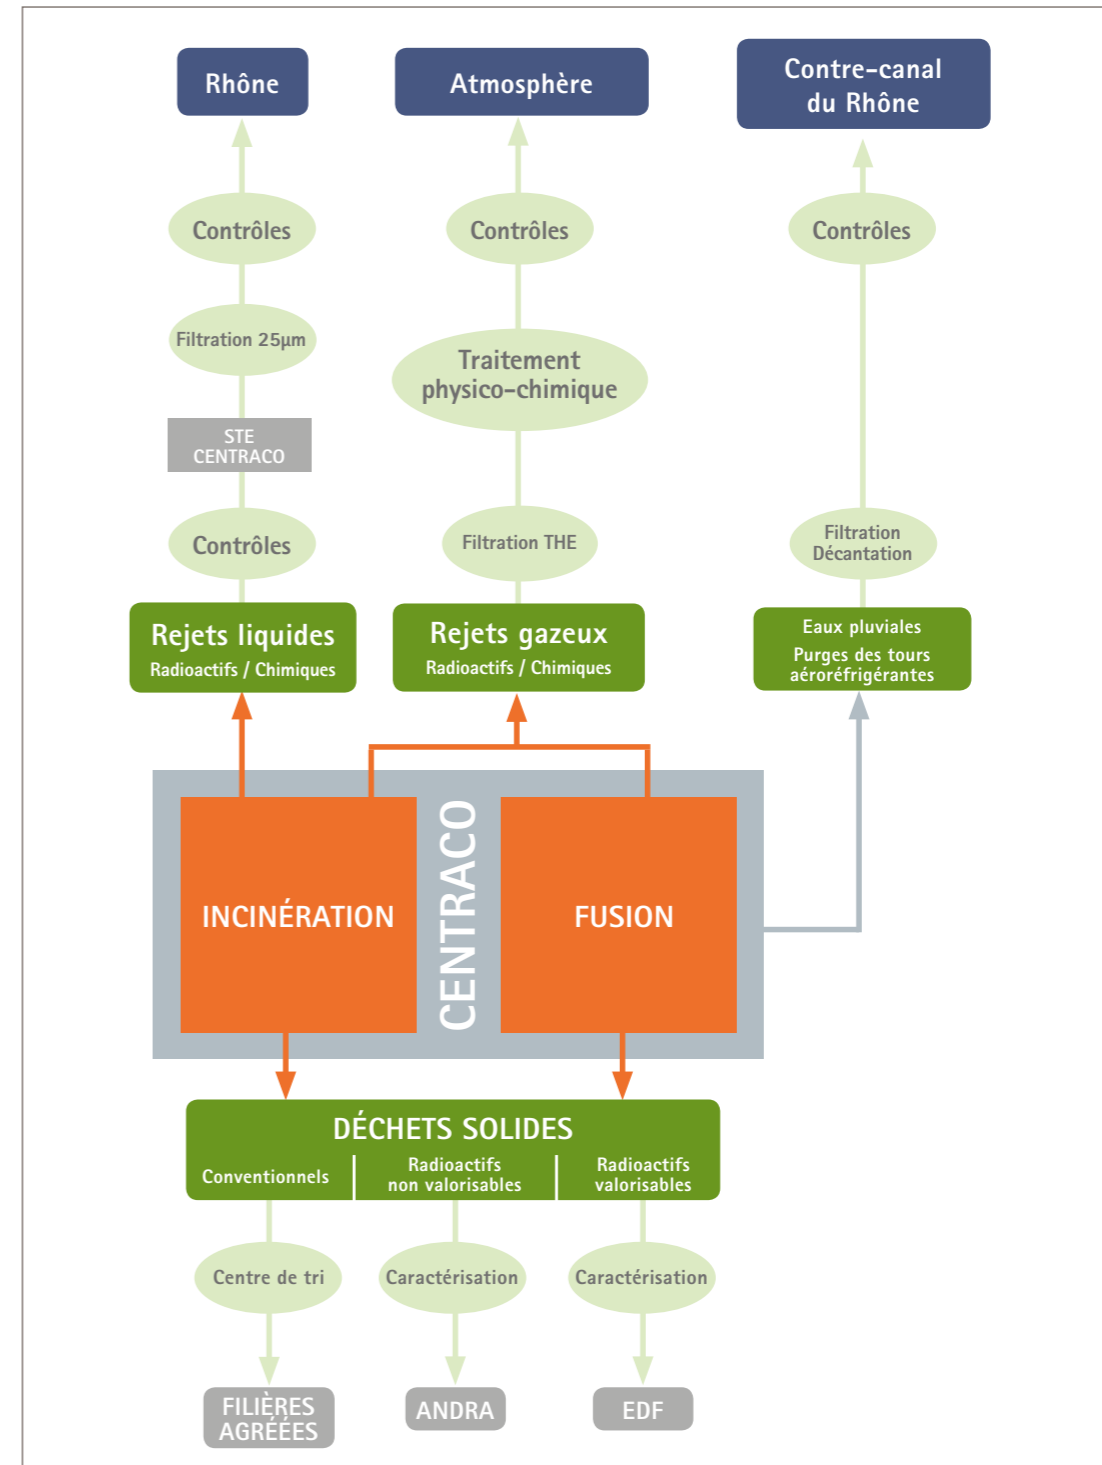 Rhône
Atmosphère
Contre-canal
du Rhône
Contrôles
Contrôles
Contrôles
Filtration 25µm
Traitement
physico-chimique
STE
CENTRACO
Contrôles
Filtration THE
Filtration
Décantation
Rejets liquides
Radioactifs / Chimiques
Rejets gazeux
Radioactifs / Chimiques
Eaux pluviales
Purges des tours
aéroréfrigérantes
INCINÉRATION
CENTRACO
FUSION
DÉCHETS SOLIDES
Conventionnels
Radioactifs
non valorisables
Radioactifs
valorisables
Centre de tri
Caractérisation
Caractérisation
FILIÈRES
AGRÉÉES
ANDRA
EDF